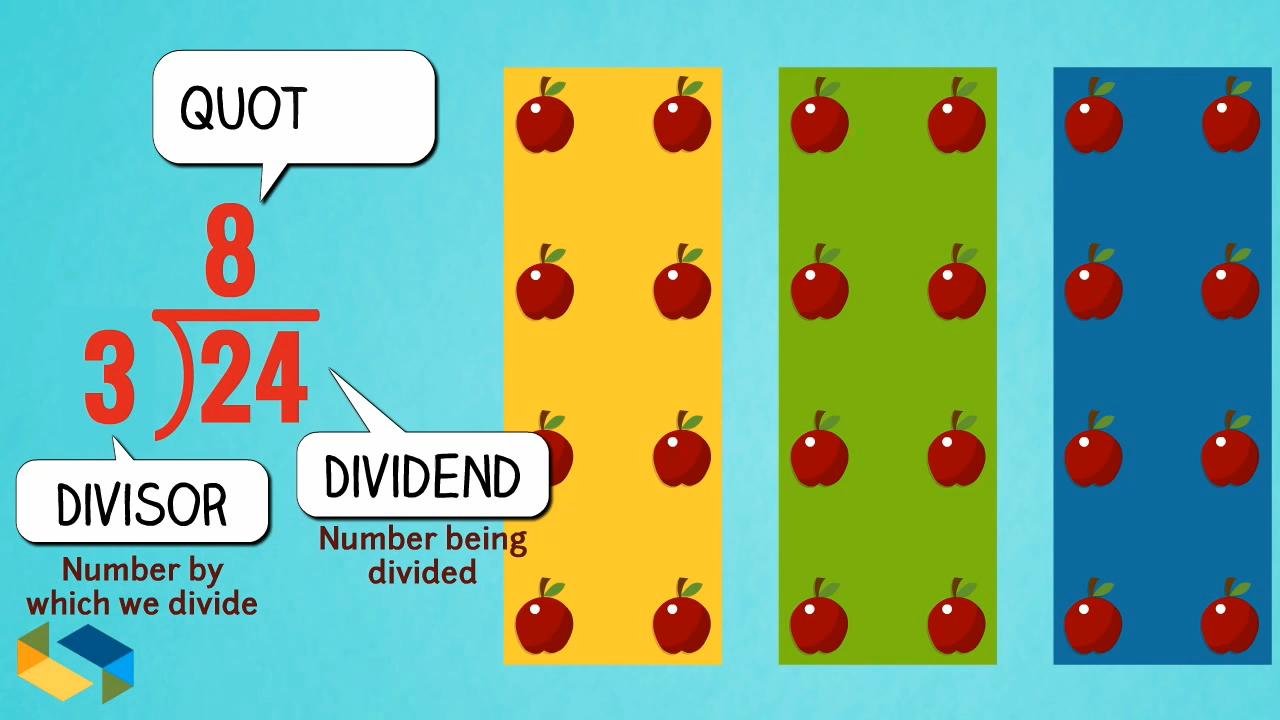 QUOT
8
3)24
DIVISOR
Number by
which we divide
DIVIDEND
Number being
divided